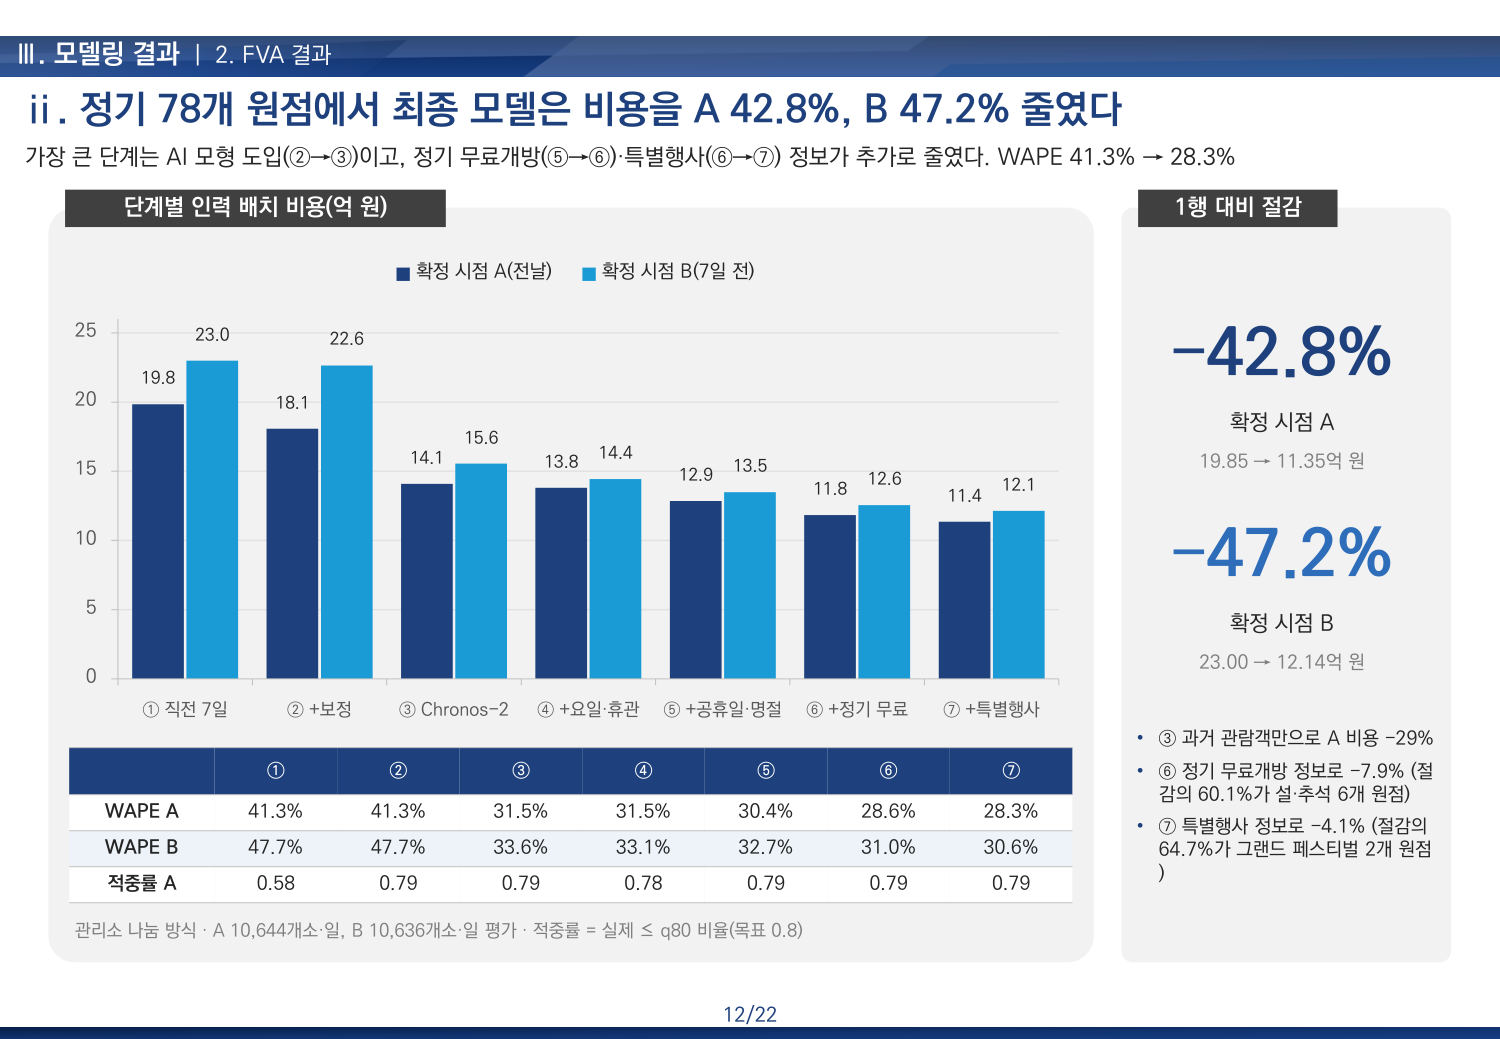 Ⅲ. 모델링 결과 | 2. FVA 결과
ⅱ. 정기 78개 원점에서 최종 모델은 비용을 A 42.8%, B 47.2% 줄였다
가장 큰 단계는 AI 모형 도입(②→③)이고, 정기 무료개방(⑤→⑥)·특별행사(⑥→⑦) 정보가 추가로 줄였다. WAPE 41.3% → 28.3%
단계별 인력 배치 비용(억 원)
확정 시점 A(전날) 확정 시점 B(7일 전)
25
20
15
10
5
0
19.8 23.0
18.1 22.6
14.1 15.6
13.8 14.4
12.9 13.5
11.8 12.6
11.4 12.1
① 직전 7일 ② +보정 ③ Chronos-2 ④ +요일·휴관 ⑤ +공휴일·명절 ⑥ +정기 무료 ⑦ +특별행사
① ② ③ ④ ⑤ ⑥ ⑦
WAPE A 41.3% 41.3% 31.5% 31.5% 30.4% 28.6% 28.3%
WAPE B 47.7% 47.7% 33.6% 33.1% 32.7% 31.0% 30.6%
적중률 A 0.58 0.79 0.79 0.78 0.79 0.79 0.79
관리소 나눔 방식 · A 10,644개소·일, B 10,636개소·일 평가 · 적중률 = 실제 ≤ q80 비율(목표 0.8)
1행 대비 절감
−42.8%
확정 시점 A
19.85 → 11.35억 원
−47.2%
확정 시점 B
23.00 → 12.14억 원
• ③ 과거 관람객만으로 A 비용 −29%
• ⑥ 정기 무료개방 정보로 −7.9% (절
감의 60.1%가 설·추석 6개 원점)
• ⑦ 특별행사 정보로 −4.1% (절감의
64.7%가 그랜드 페스티벌 2개 원점
)
12/22